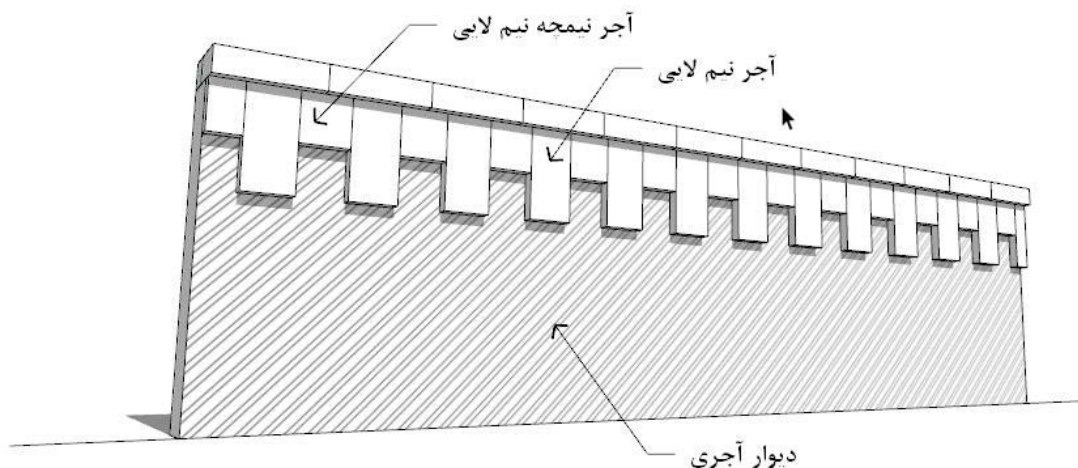 آجر نیمچه نیم لایی
آجر نیم لایی
دیوار آجری